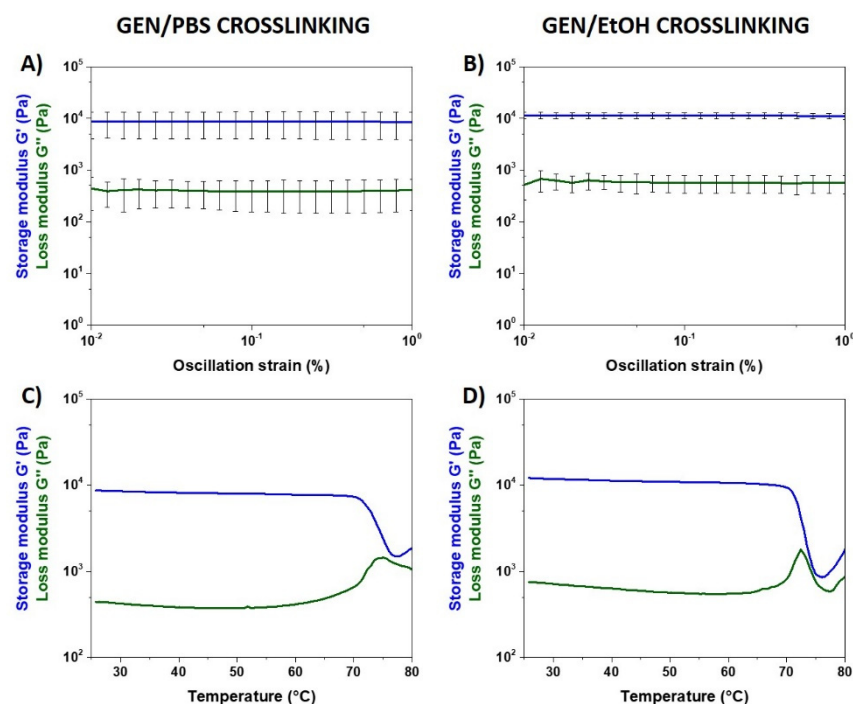 GEN/PBS CROSSLINKING
GEN/EtOH CROSSLINKING
A)
Storage modulus G' (Pa)
Loss modulus G" (Pa)
10⁵
10⁴
10³
10²
10¹
10⁰
10⁻²
10⁻¹
10⁰
Oscillation strain (%)
B)
Storage modulus G' (Pa)
Loss modulus G" (Pa)
10⁵
10⁴
10³
10²
10¹
10⁰
10⁻²
10⁻¹
10⁰
Oscillation strain (%)
C)
Storage modulus G' (Pa)
Loss modulus G" (Pa)
10⁵
10⁴
10³
10²
30 40 50 60 70 80
Temperature (°C)
D)
Storage modulus G' (Pa)
Loss modulus G" (Pa)
10⁵
10⁴
10³
10²
30 40 50 60 70 80
Temperature (°C)